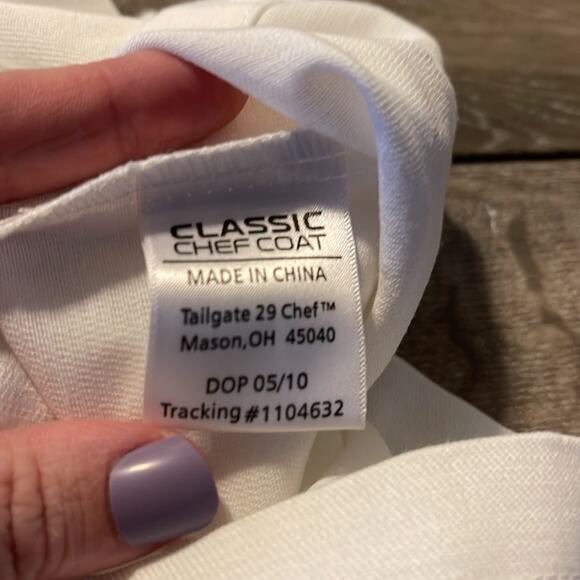 CLASSIC
CHEF COAT
MADE IN CHINA
Tailgate 29 Chef™
Mason,OH 45040
DOP 05/10
Tracking#1104632